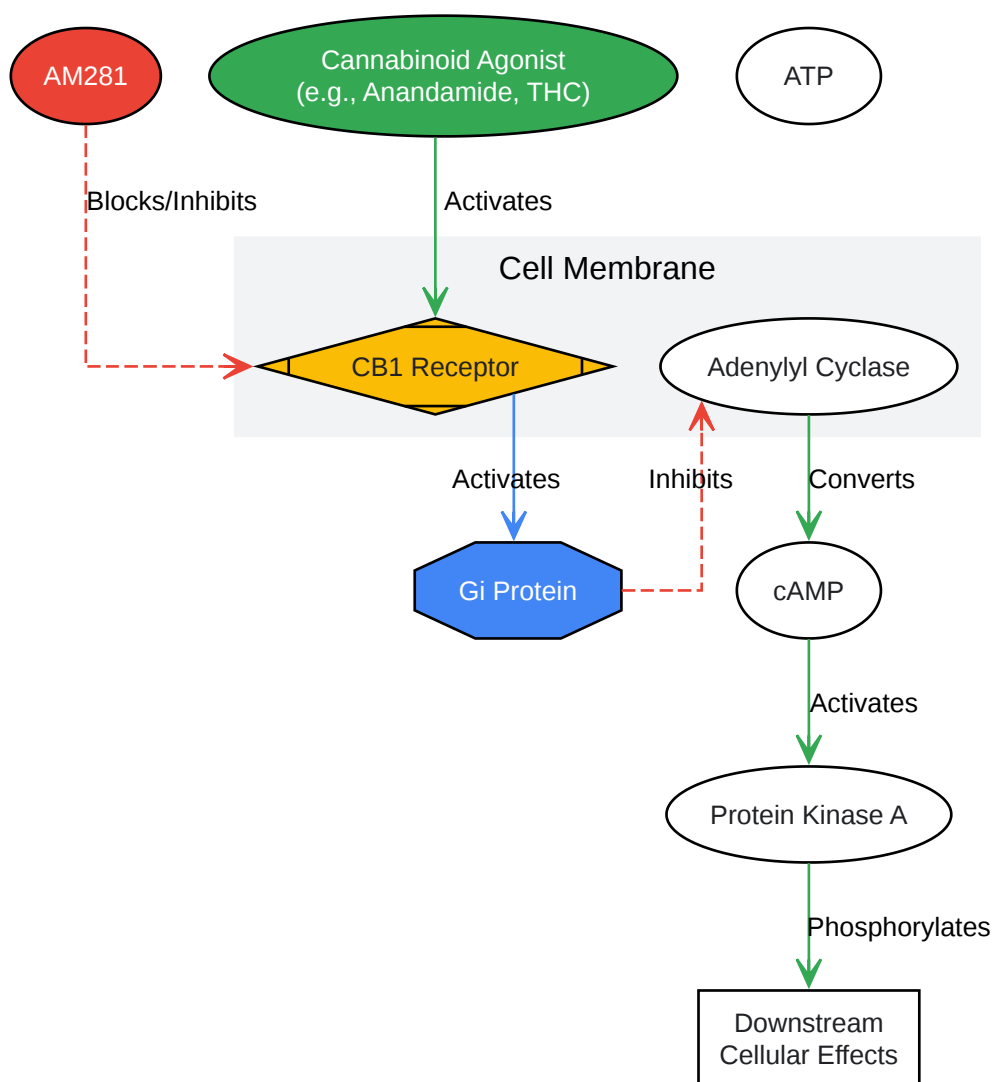 AM281
Cannabinoid Agonist
(e.g., Anandamide, THC)
ATP
Blocks/Inhibits
Activates
Cell Membrane
CB1 Receptor
Adenylyl Cyclase
Activates
Inhibits
Converts
Gi Protein
cAMP
Activates
Protein Kinase A
Phosphorylates
Downstream
Cellular Effects